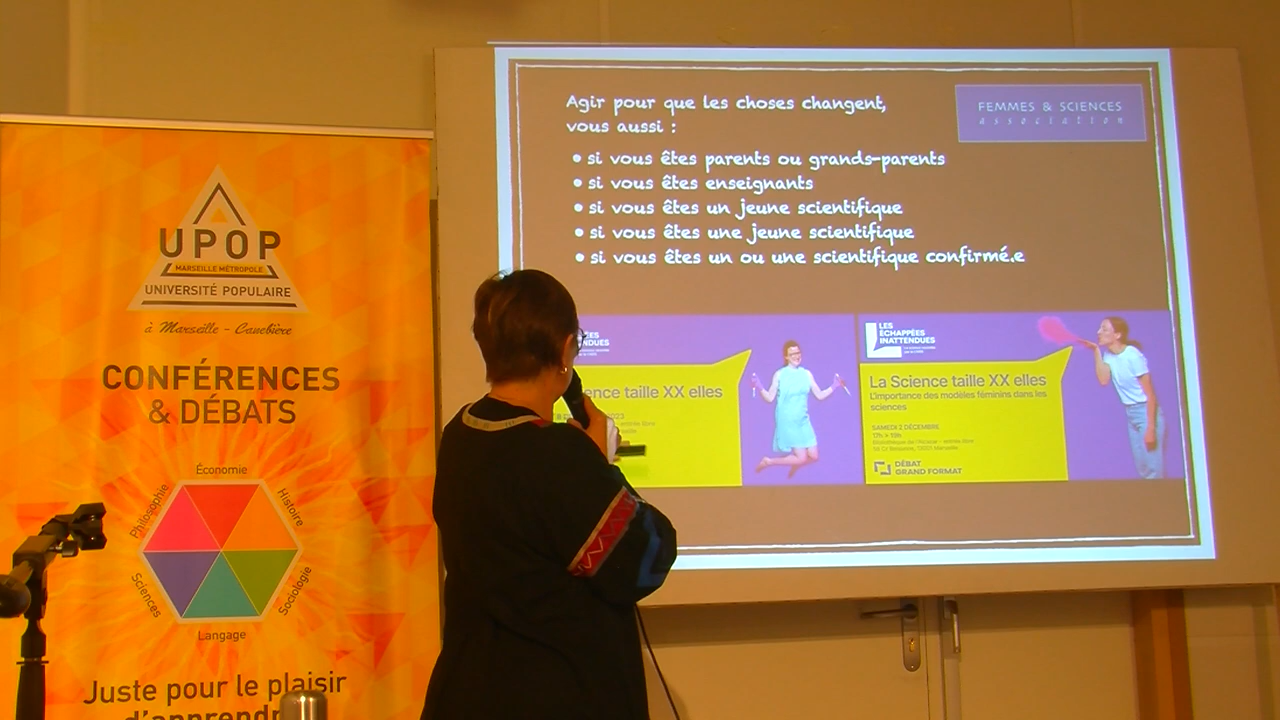 UPOP
MARSEILLE MÉTROPOLE
UNIVERSITÉ POPULAIRE
à Marseille - Canebière
CONFÉRENCES
& DÉBATS
Économie
Philosophie
Histoire
Sciences
Sociologie
Langage
Juste pour le plaisir
Agir pour que les choses changent,
vous aussi :
FEMMES & SCIENCES
association
• si vous êtes parents ou grands-parents
• si vous êtes enseignants
• si vous êtes un jeune scientifique
• si vous êtes une jeune scientifique
• si vous êtes un ou une scientifique confirmé.e
ence taille XX elles
LES
ÉCHAPPÉES
INATTENDUES
La Science taille XX elles
L'importance des modèles féminins dans les
sciences
SAMEDI 2 DÉCEMBRE
17h > 19h
DÉBAT
GRAND FORMAT